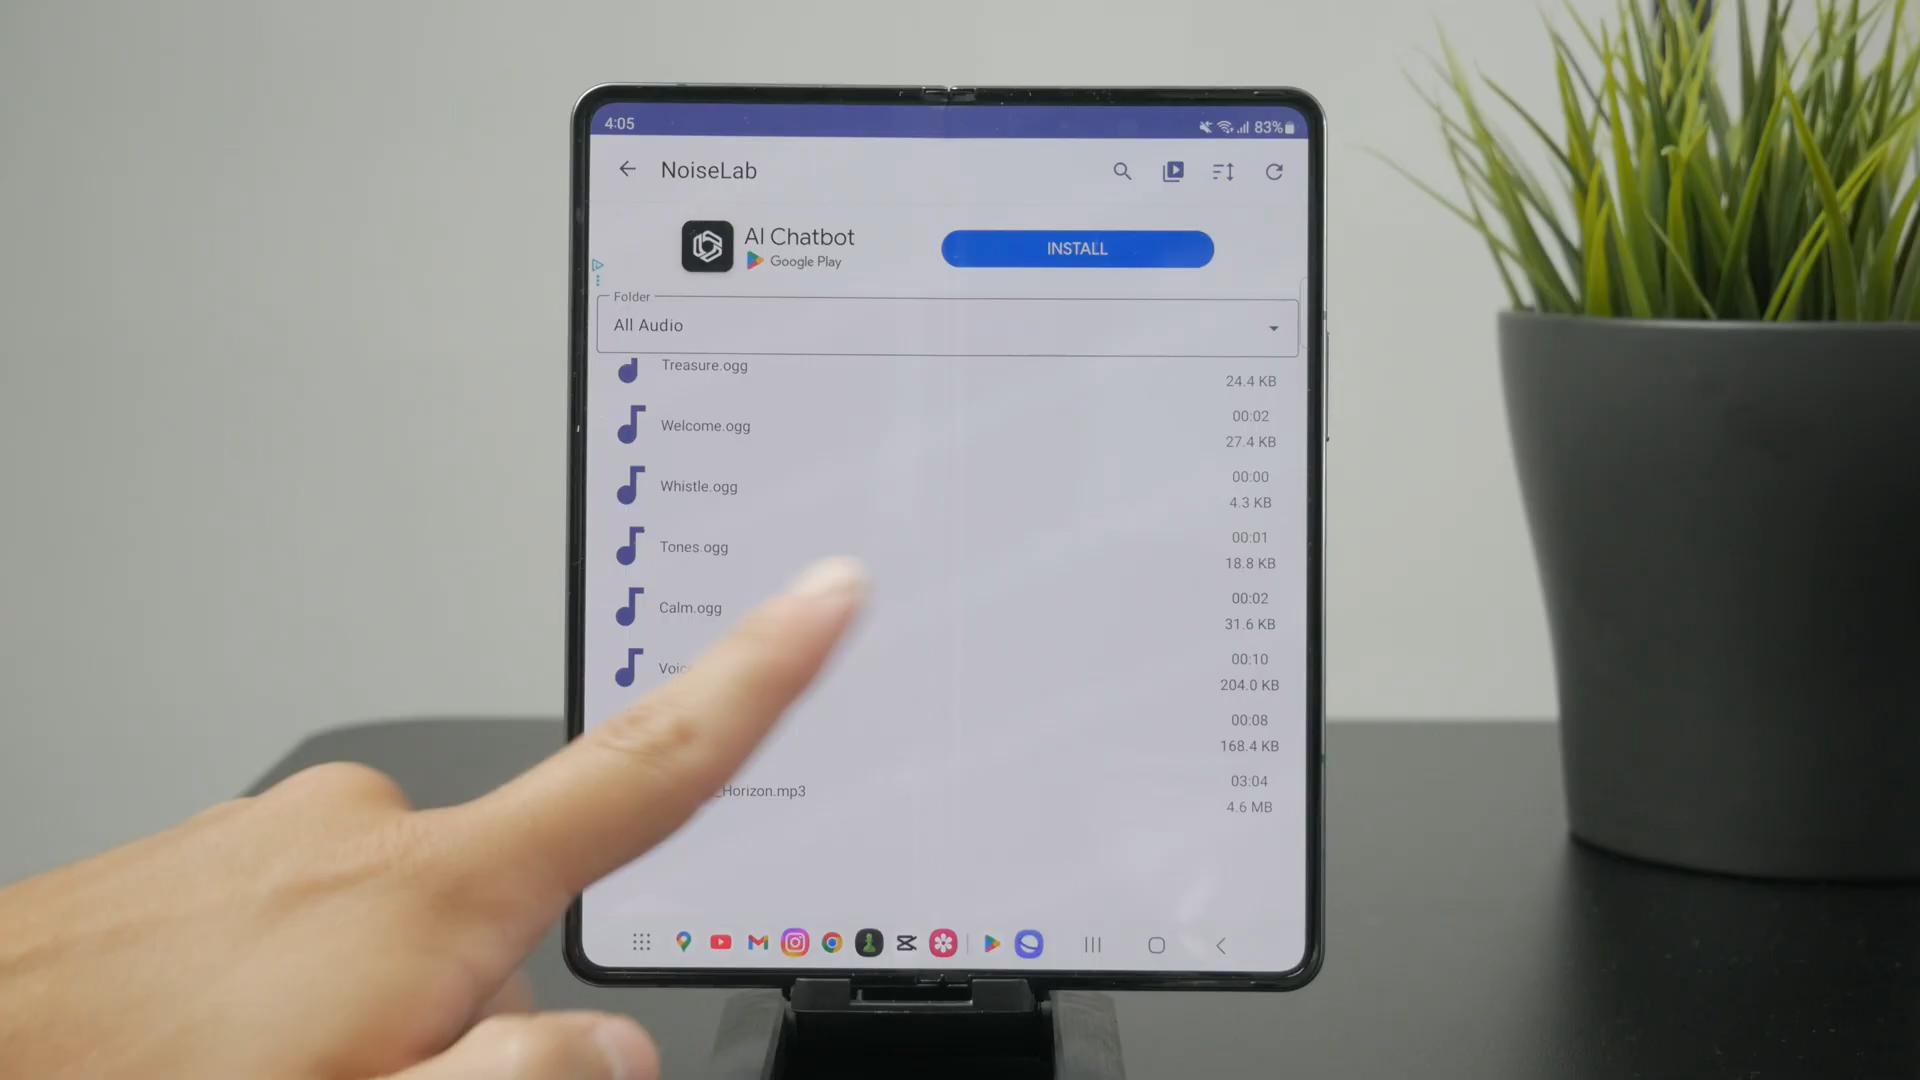 4:05
83%
NoiseLab
AI Chatbot
Google Play
INSTALL
Folder
All Audio
Treasure.ogg
24.4 KB
00:02
Welcome.ogg
27.4 KB
00:00
Whistle.ogg
4.3 KB
00:01
Tones.ogg
18.8 KB
00:02
Calm.ogg
31.6 KB
00:10
204.0 KB
00:08
168.4 KB
03:04
_Horizon.mp3
4.6 MB